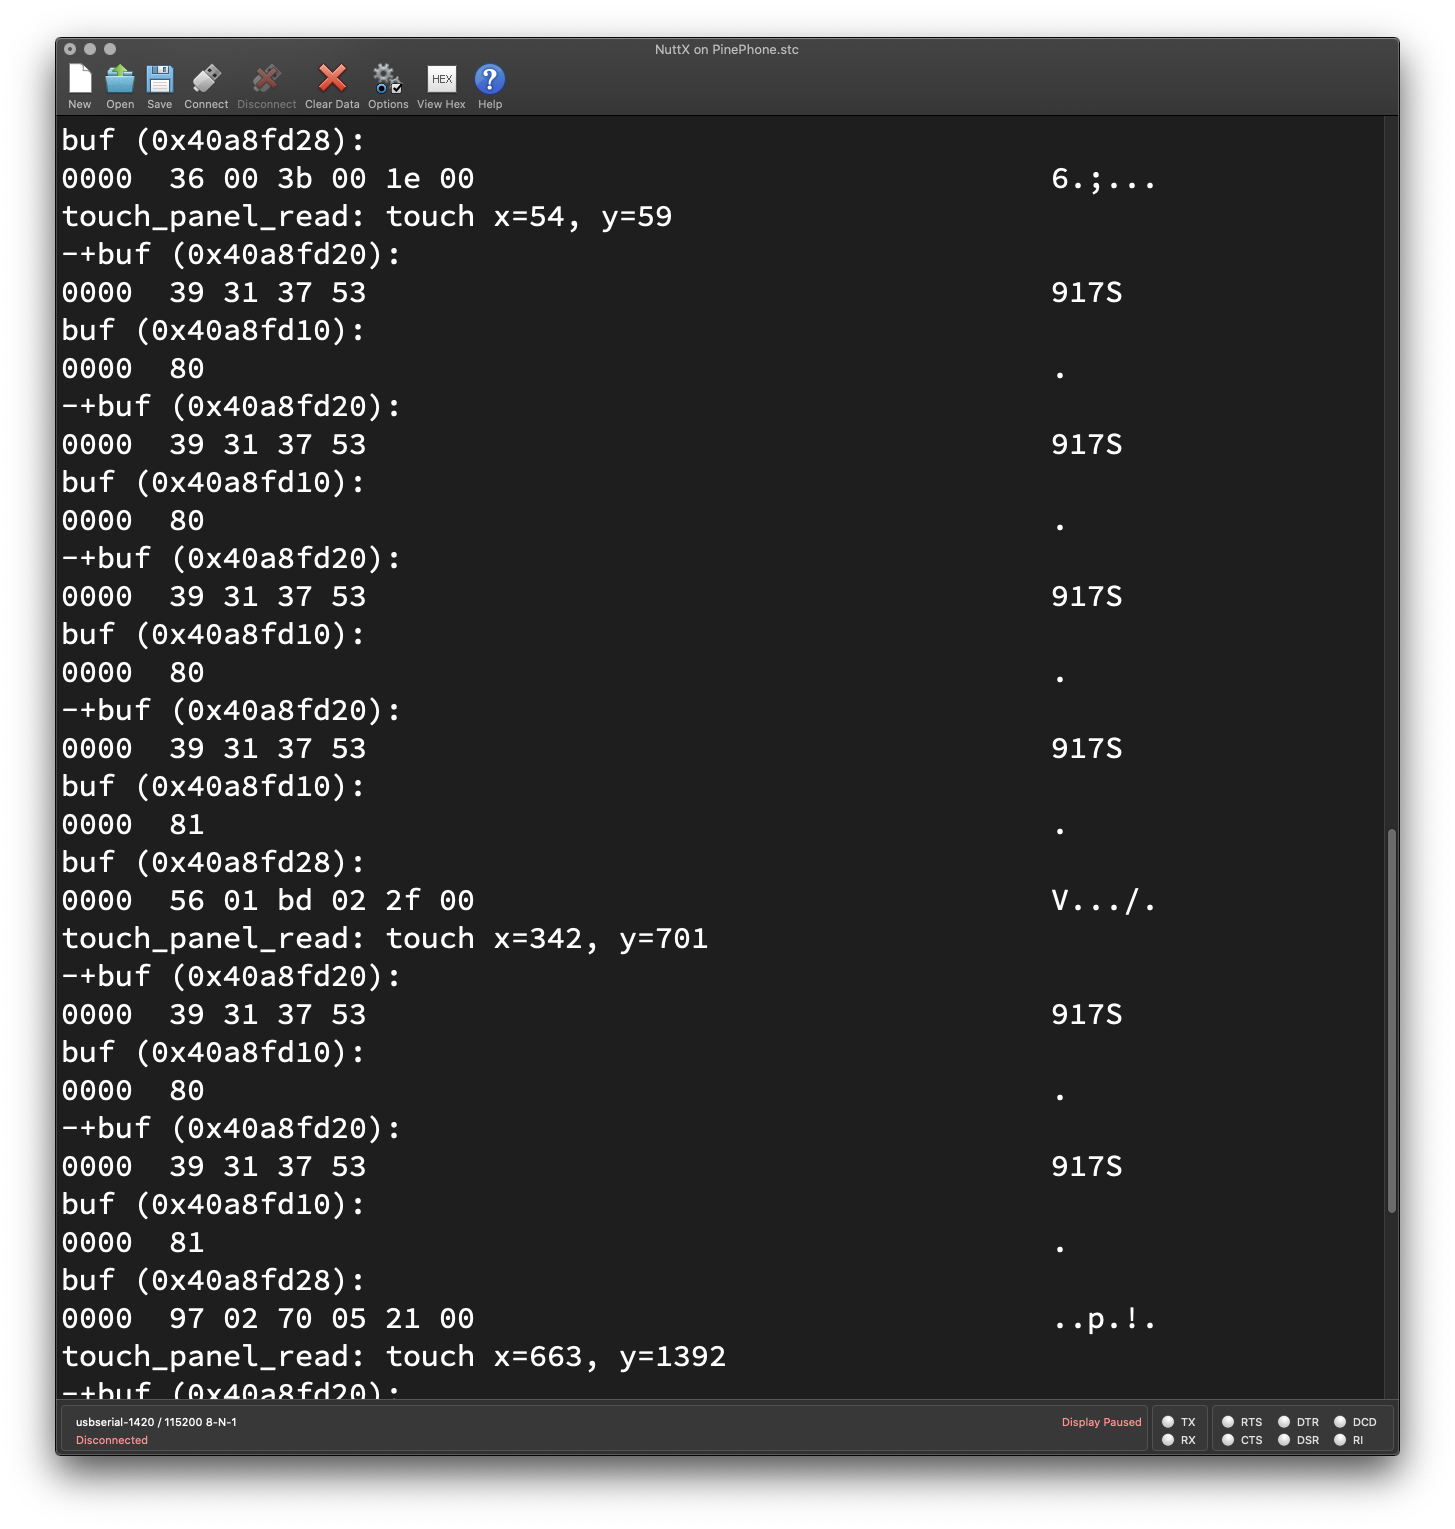 NuttX on PinePhone.stc
New Open Save Connect Disconnect Clear Data Options HEX View Hex ? Help
buf (0x40a8fd28):
0000  36 00 3b 00 1e 00 6.;...
touch_panel_read: touch x=54, y=59
-+buf (0x40a8fd20):
0000  39 31 37 53 917S
buf (0x40a8fd10):
0000  80 .
-+buf (0x40a8fd20):
0000  39 31 37 53 917S
buf (0x40a8fd10):
0000  80 .
-+buf (0x40a8fd20):
0000  39 31 37 53 917S
buf (0x40a8fd10):
0000  80 .
-+buf (0x40a8fd20):
0000  39 31 37 53 917S
buf (0x40a8fd10):
0000  81 .
buf (0x40a8fd28):
0000  56 01 bd 02 2f 00 V.../.
touch_panel_read: touch x=342, y=701
-+buf (0x40a8fd20):
0000  39 31 37 53 917S
buf (0x40a8fd10):
0000  80 .
-+buf (0x40a8fd20):
0000  39 31 37 53 917S
buf (0x40a8fd10):
0000  81 .
buf (0x40a8fd28):
0000  97 02 70 05 21 00 ..p.!.
touch_panel_read: touch x=663, y=1392
-+buf (0x40a8fd20):
usbserial-1420 / 115200 8-N-1 Display Paused TX RTS DTR DCD
Disconnected RX CTS DSR RI